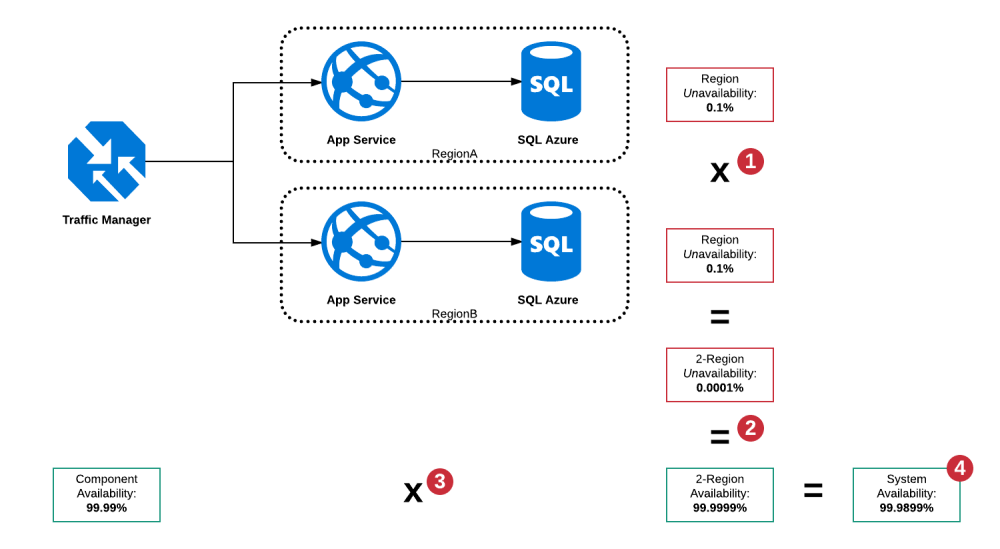 SQL
App Service
SQL Azure
RegionA
Region
Unavailability:
0.1%
x 1
Traffic Manager
SQL
App Service
SQL Azure
RegionB
Region
Unavailability:
0.1%
=
2-Region
Unavailability:
0.0001%
= 2
Component
Availability:
99.99%
x 3
2-Region
Availability:
99.9999%
=
4
System
Availability:
99.9899%